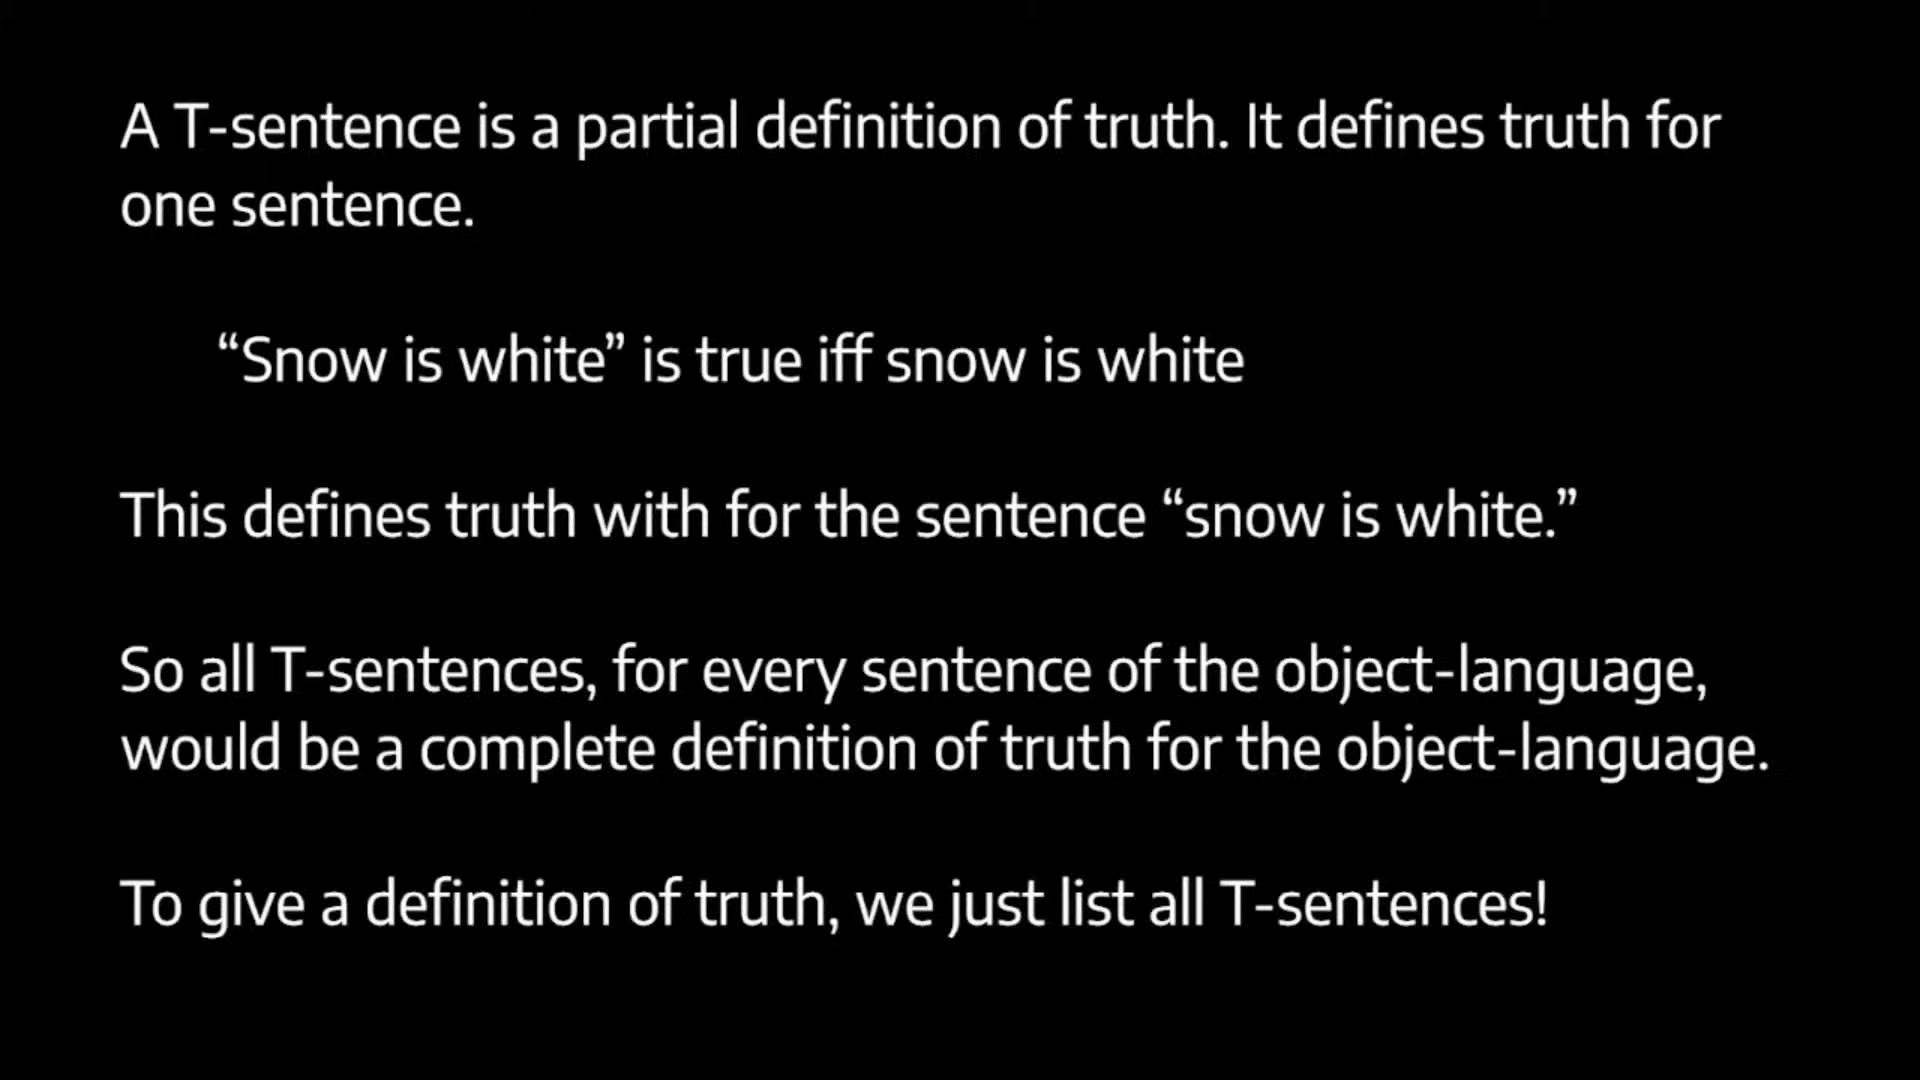 A T-sentence is a partial definition of truth. It defines truth for
one sentence.
“Snow is white” is true iff snow is white
This defines truth with for the sentence “snow is white.”
So all T-sentences, for every sentence of the object-language,
would be a complete definition of truth for the object-language.
To give a definition of truth, we just list all T-sentences!